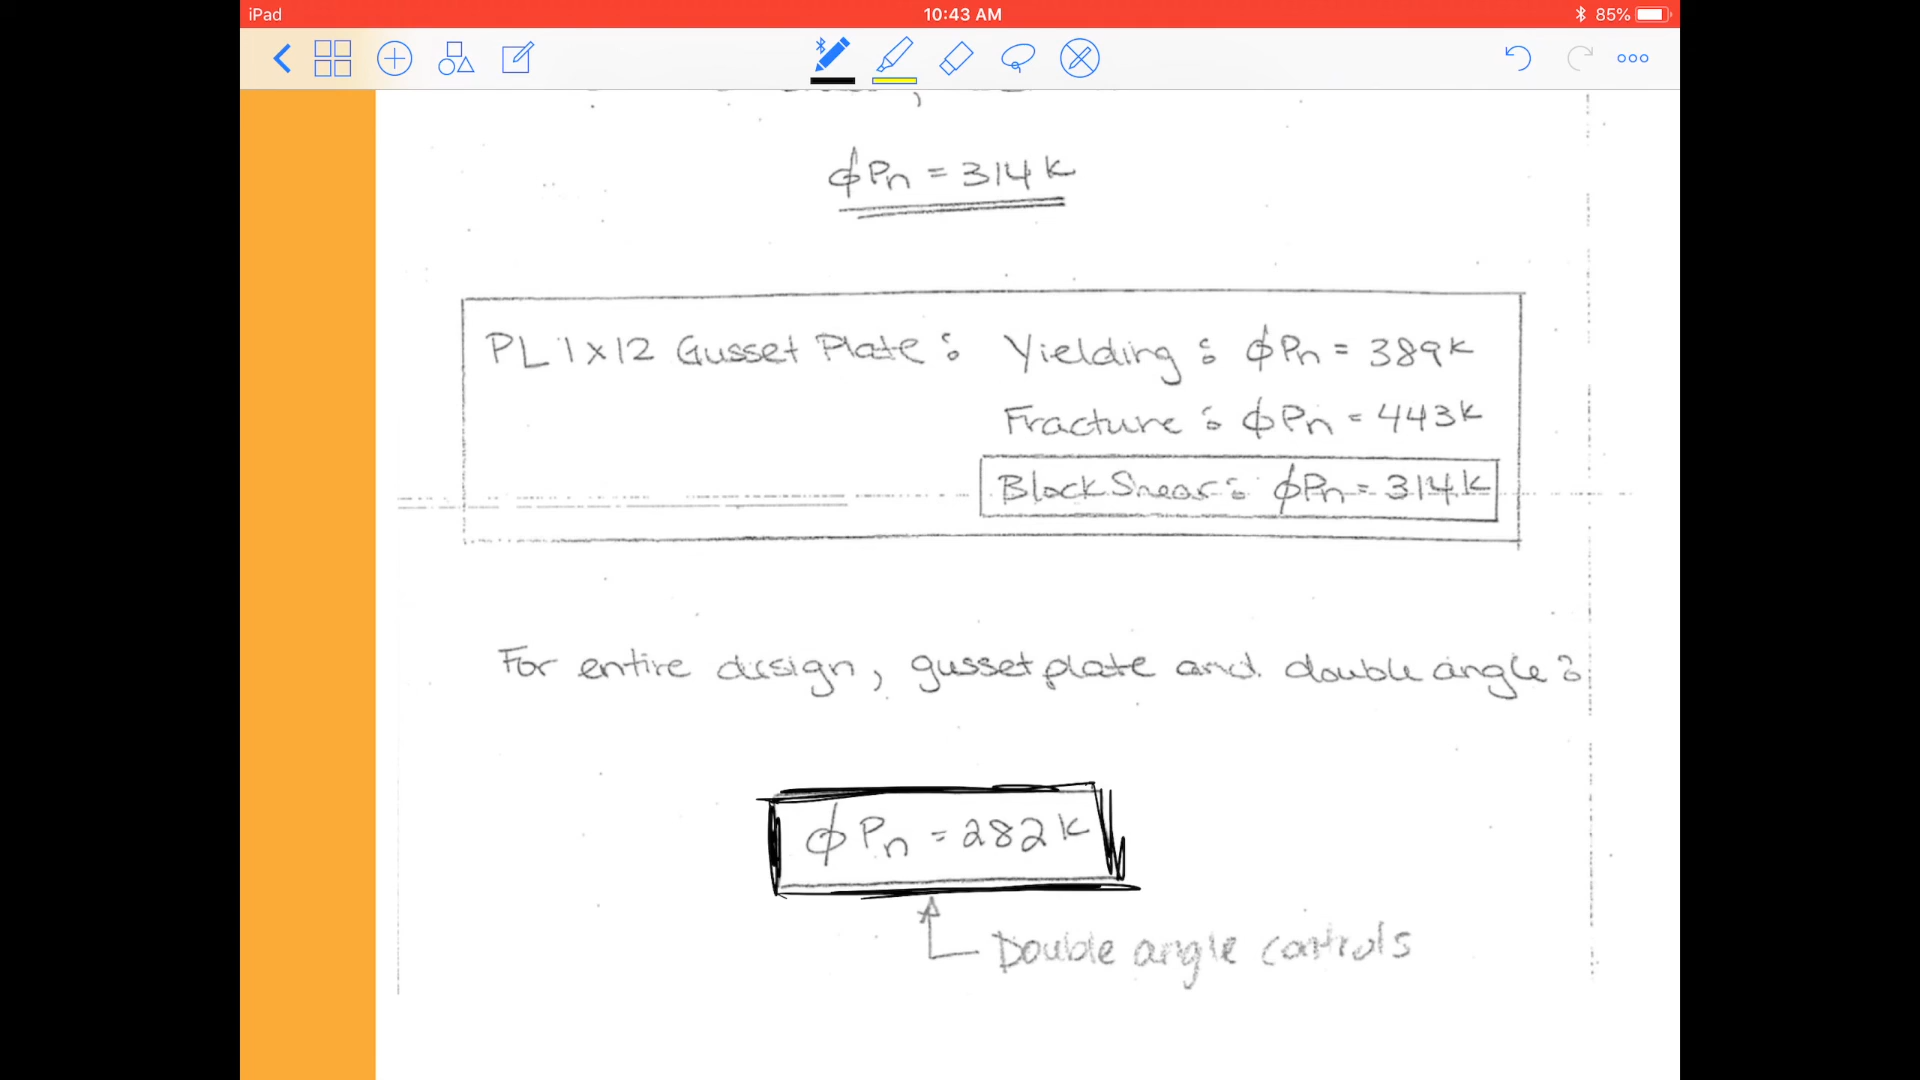 iPad
10:43 AM
85%
ϕPn = 314k
PL 1x12 Gusset Plate: Yielding: ϕPn = 389k
Fracture: ϕPn = 443k
Block Shear: ϕPn = 314k
For entire design, gusset plate and double angle:
ϕPn = 282k
Double angle controls